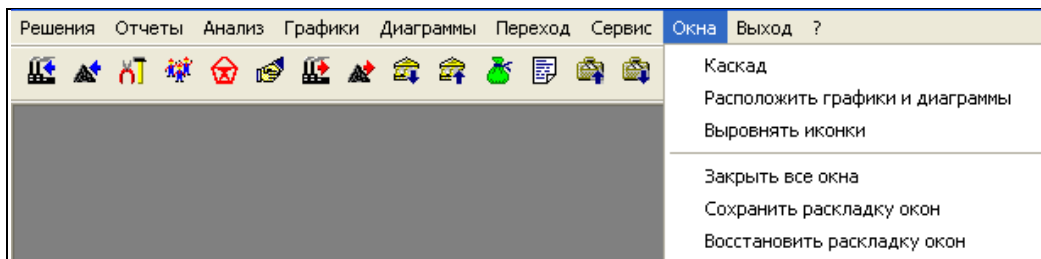 Решения Отчеты Анализ Графики Диаграммы Переход Сервис Окна Выход ?
Каскад
Расположить графики и диаграммы
Выровнять иконки
Закрыть все окна
Сохранить раскладку окон
Восстановить раскладку окон